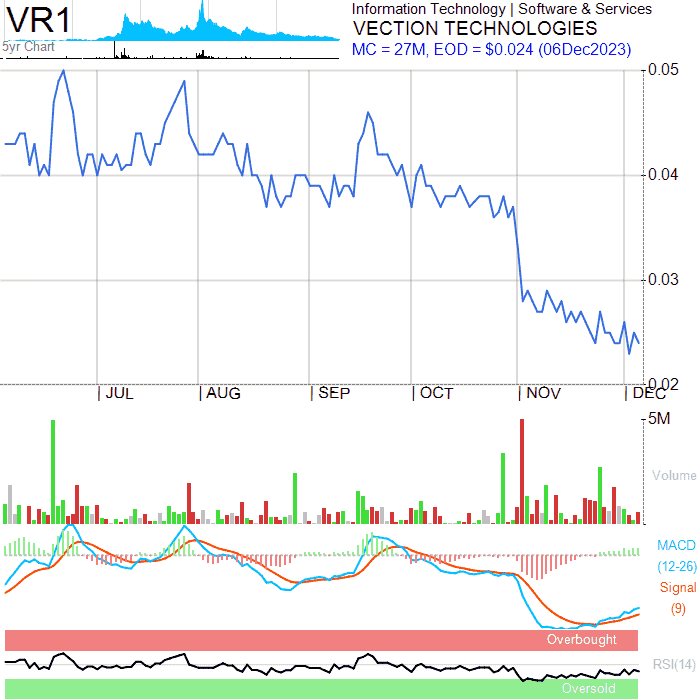 VR1
5yr Chart
Information Technology | Software & Services
VECTION TECHNOLOGIES
MC = 27M, EOD = $0.024 (06Dec2023)
0.05
0.04
0.03
0.02
JUL AUG SEP OCT NOV DEC
5M
Volume
MACD
(12-26)
Signal
(9)
Overbought
RSI(14)
Oversold